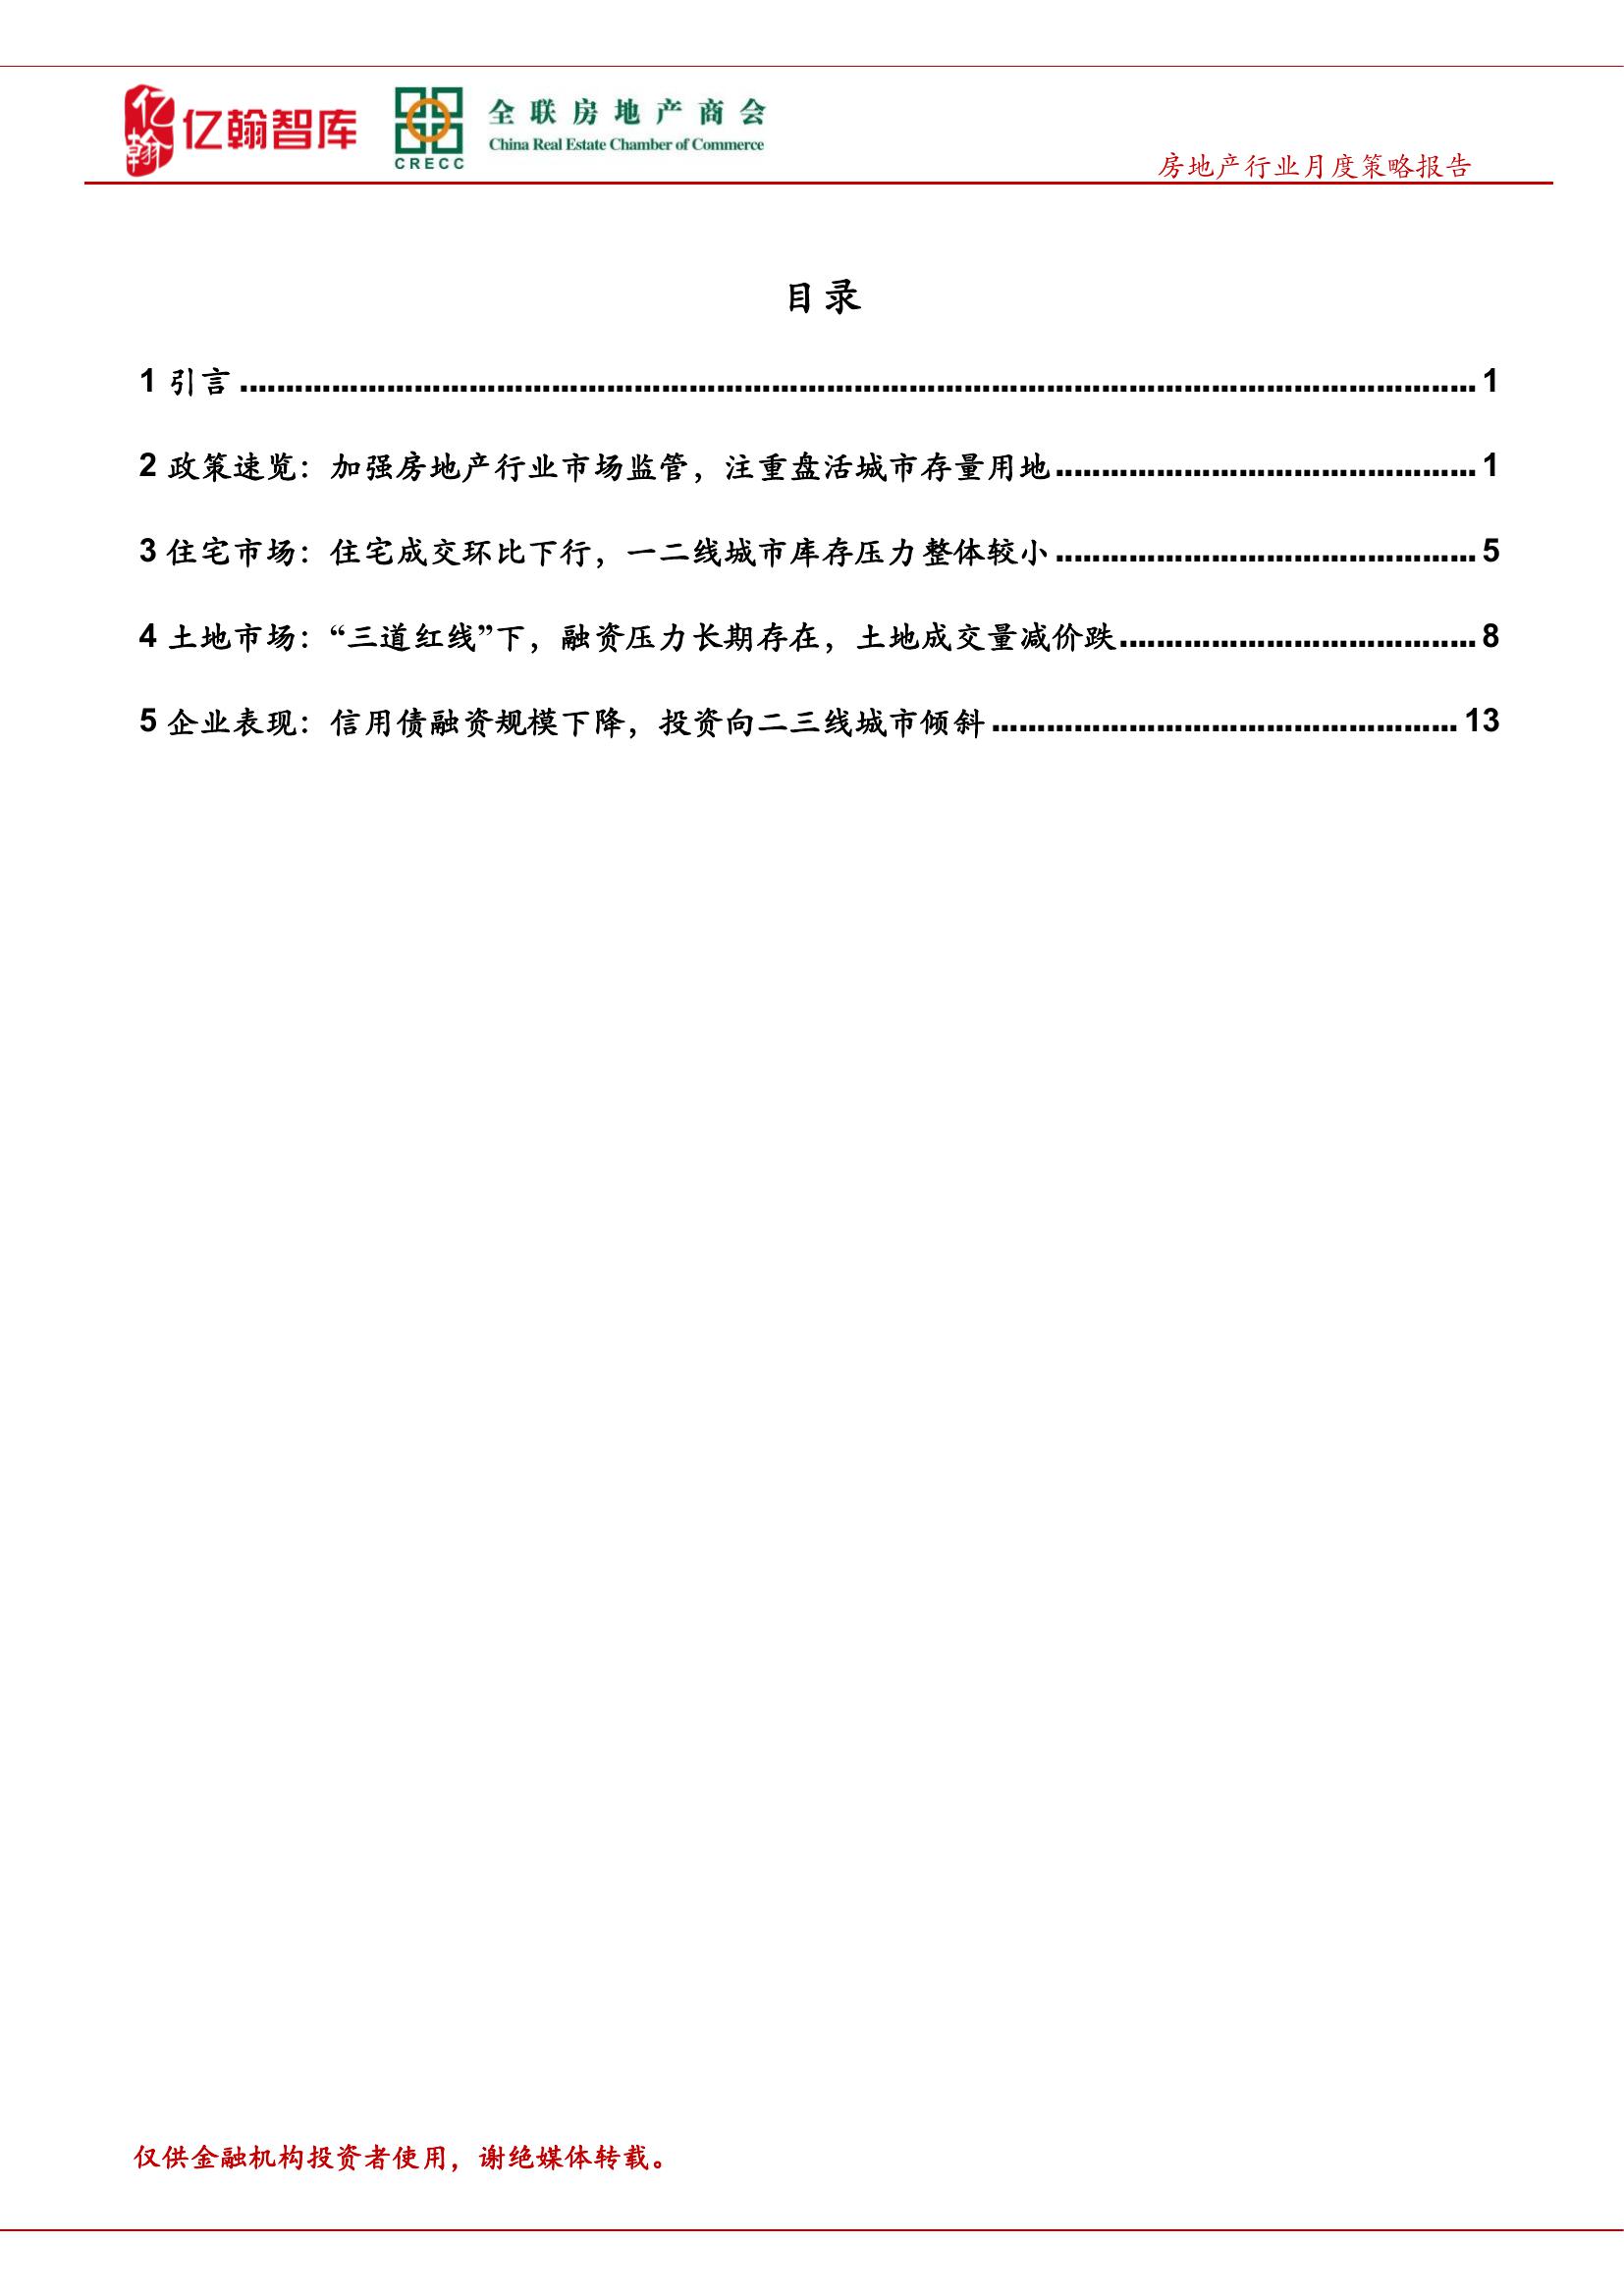 亿翰
亿翰智库
CRECC
全联房地产商会
China Real Estate Chamber of Commerce
房地产行业月度策略报告
目录
1 引言 ........................................................ 1
2 政策速览：加强房地产行业市场监管，注重盘活城市存量用地 ........................ 1
3 住宅市场：住宅成交环比下行，一二线城市库存压力整体较小 ........................ 5
4 土地市场：“三道红线”下，融资压力长期存在，土地成交量减价跌 .................... 8
5 企业表现：信用债融资规模下降，投资向二三线城市倾斜 .......................... 13
仅供金融机构投资者使用，谢绝媒体转载。